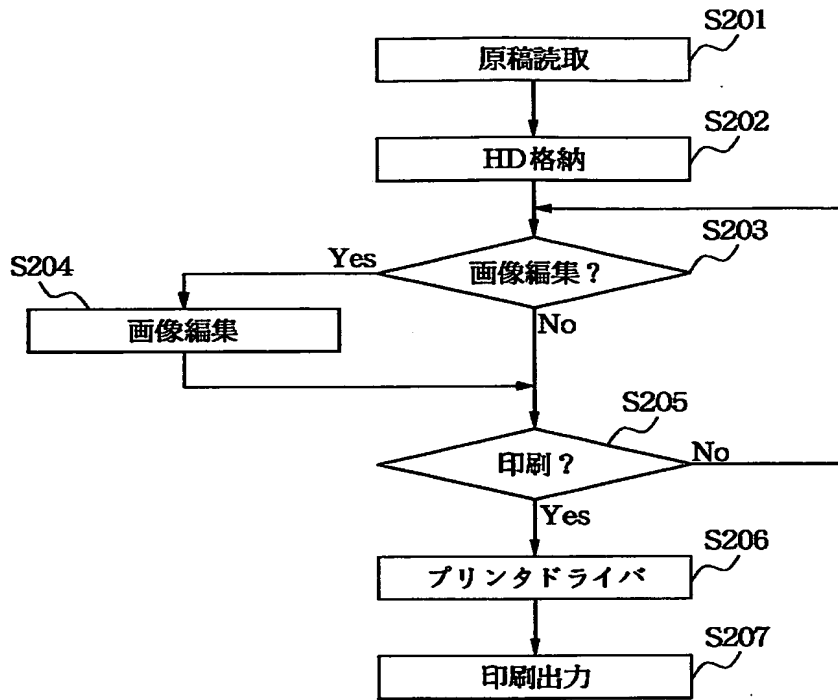 S201
原稿読取
S202
HD格納
S203
画像編集？
Yes
No
S204
画像編集
S205
印刷？
No
Yes
S206
プリンタドライバ
S207
印刷出力